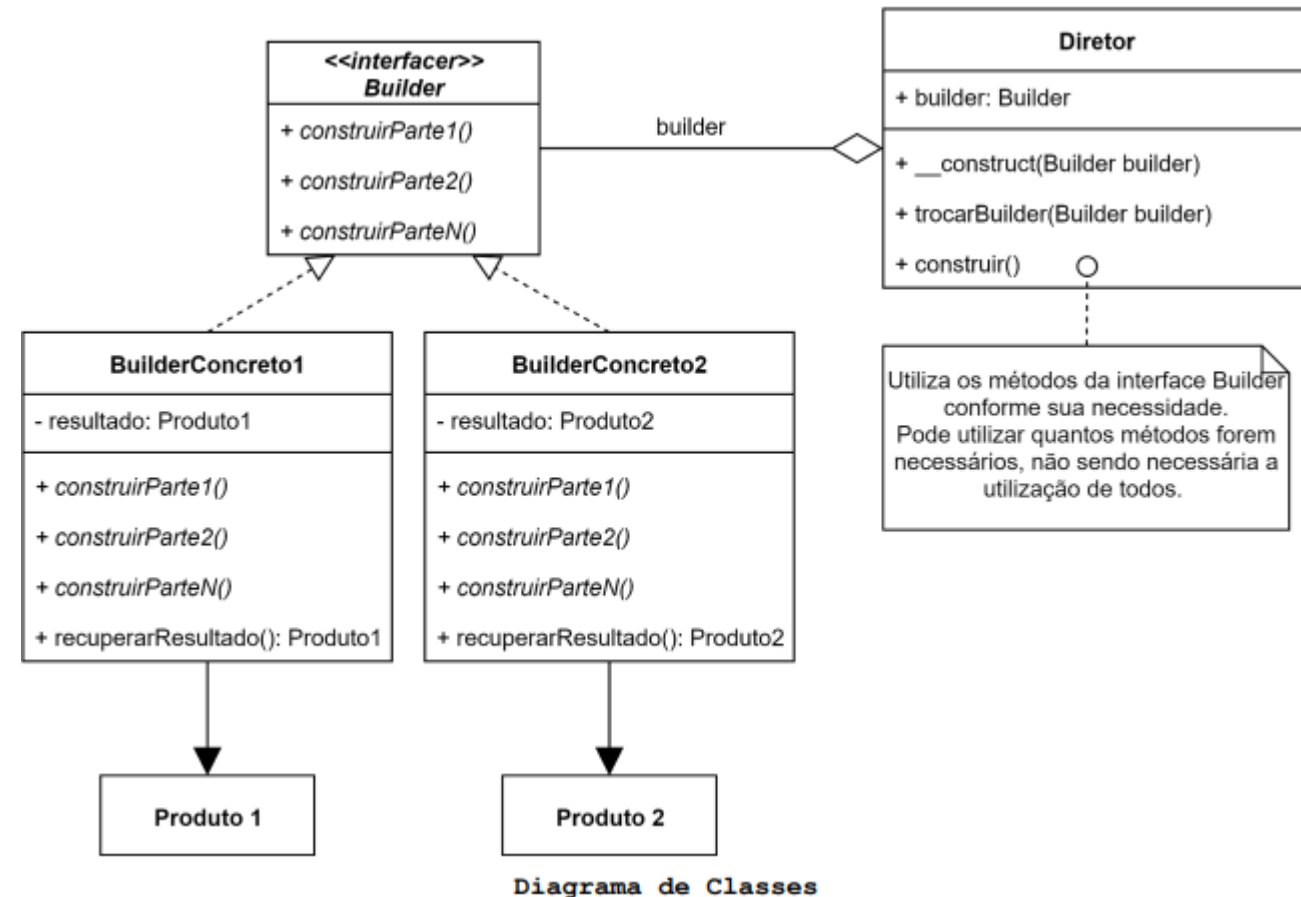 <<interfacer>>
Builder
+ construirParte1()
+ construirParte2()
+ construirParteN()
builder
Diretor
+ builder: Builder
+ __construct(Builder builder)
+ trocarBuilder(Builder builder)
+ construir()
Utiliza os métodos da interface Builder
conforme sua necessidade.
Pode utilizar quantos métodos forem
necessários, não sendo necessária a
utilização de todos.
BuilderConcreto1
- resultado: Produto1
+ construirParte1()
+ construirParte2()
+ construirParteN()
+ recuperarResultado(): Produto1
BuilderConcreto2
- resultado: Produto2
+ construirParte1()
+ construirParte2()
+ construirParteN()
+ recuperarResultado(): Produto2
Produto 1
Produto 2
Diagrama de Classes